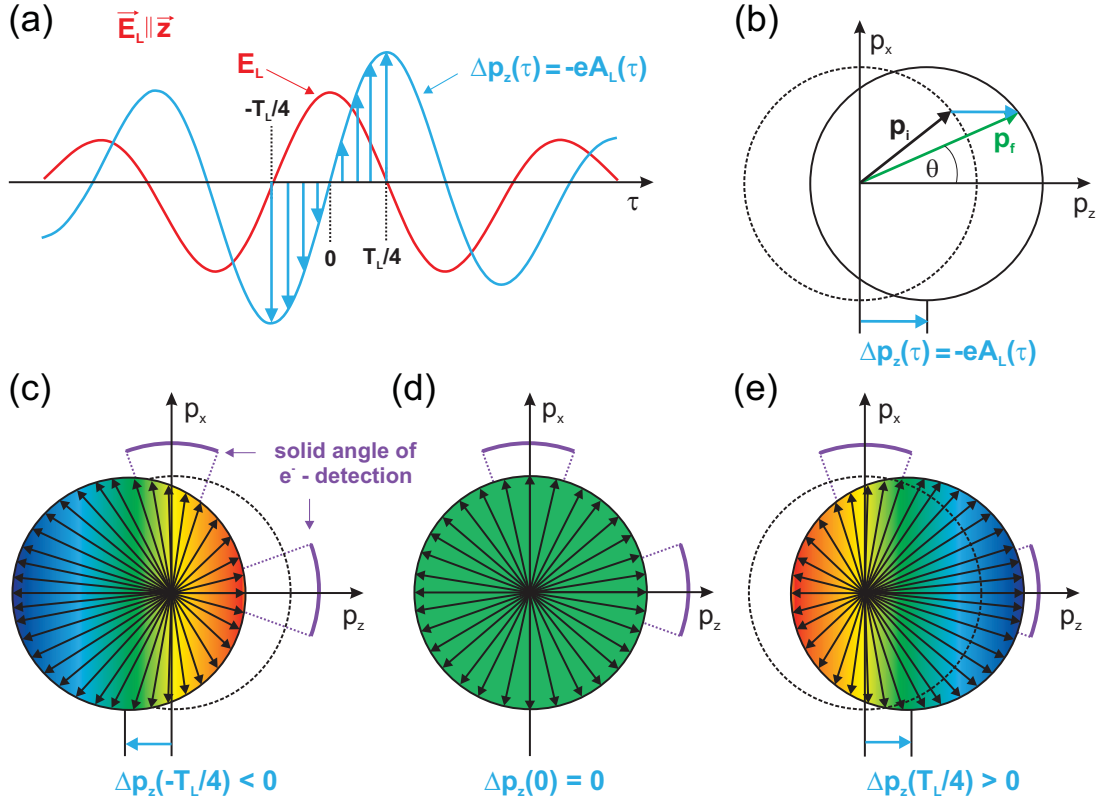 (a)
E_L∥z
E_L
Δp_z(τ) = -eA_L(τ)
-T_L/4
0
T_L/4
τ
(b)
p_x
p_i
p_f
θ
p_z
Δp_z(τ) = -eA_L(τ)
(c)
p_x
solid angle of
e⁻ - detection
p_z
Δp_z(-T_L/4) < 0
(d)
p_x
p_z
Δp_z(0) = 0
(e)
p_x
p_z
Δp_z(T_L/4) > 0